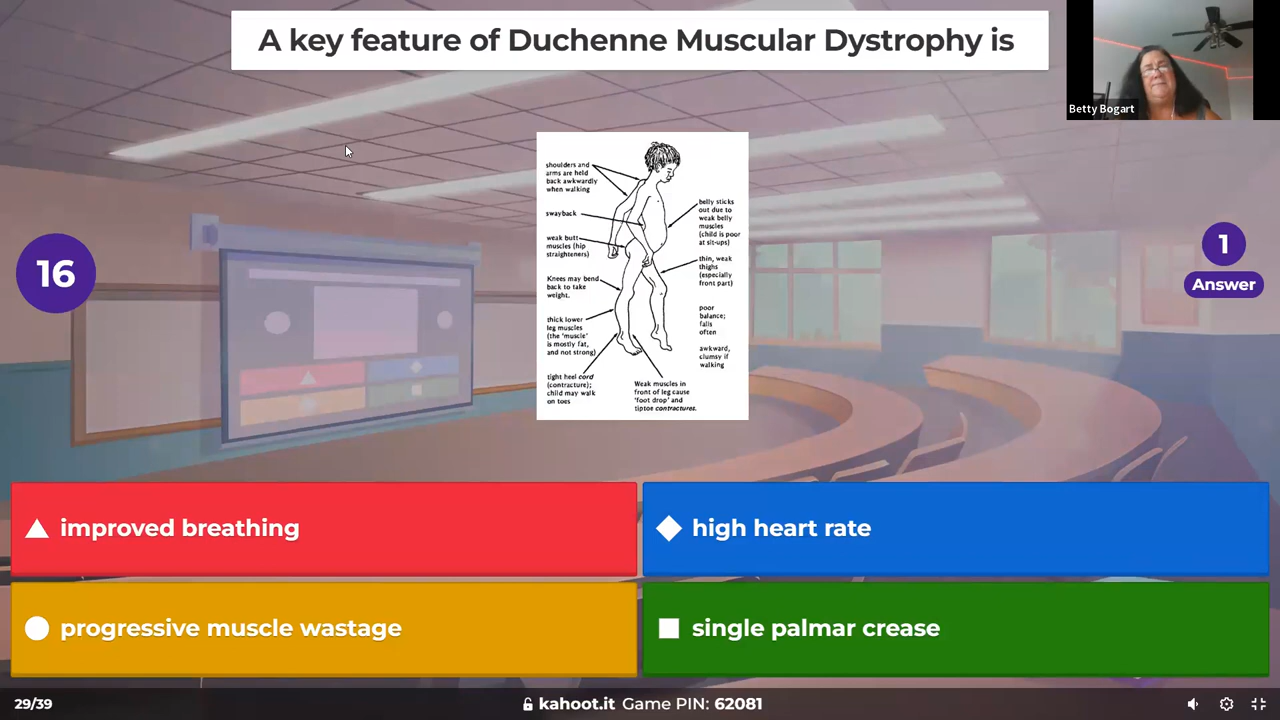 A key feature of Duchenne Muscular Dystrophy is
Betty Bogart
shoulders and
arms are held
back awkwardly
when walking
swayback
weak butt
muscles (hip
straighteners)
Knees may bend
back to take
weight.
thick lower
leg muscles
(the 'muscle'
is mostly fat,
and not strong)
tight heel cord
(contracture);
child may walk
on toes
belly sticks
out due to
weak belly
muscles
(child is poor
at sit-ups)
thin, weak
thighs
(especially
front part)
poor
balance;
falls
often
awkward,
clumsy if
walking
Weak muscles in
front of leg cause
'foot drop' and
tiptoe contractures.
16
1
Answer
improved breathing
high heart rate
progressive muscle wastage
single palmar crease
29/39
kahoot.it Game PIN: 62081